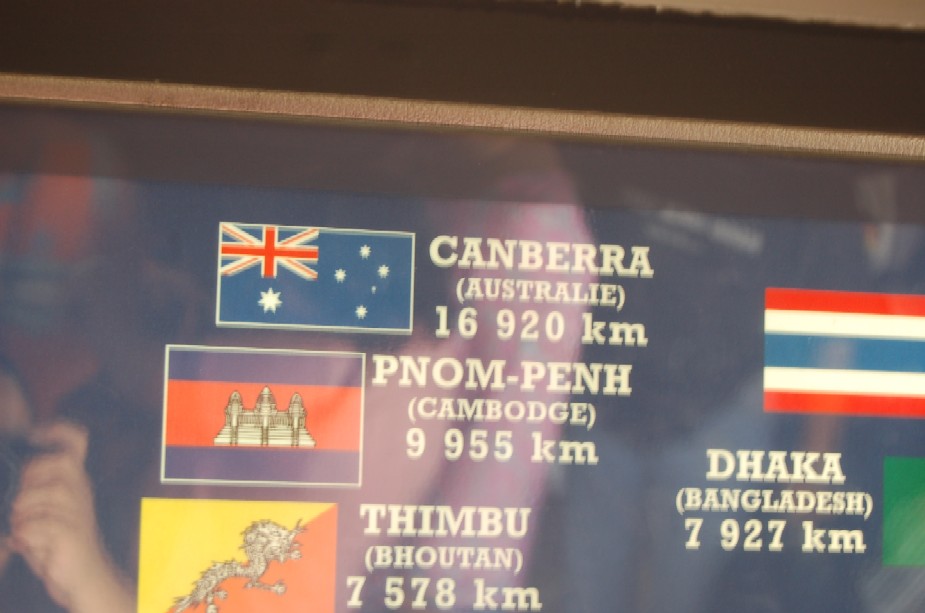 CANBERRA
(AUSTRALIE)
16 920 km
PNOM-PENH
(CAMBODGE)
9 955 km
THIMBU
(BHOUTAN)
7 578 km
DHAKA
(BANGLADESH)
7 927 km